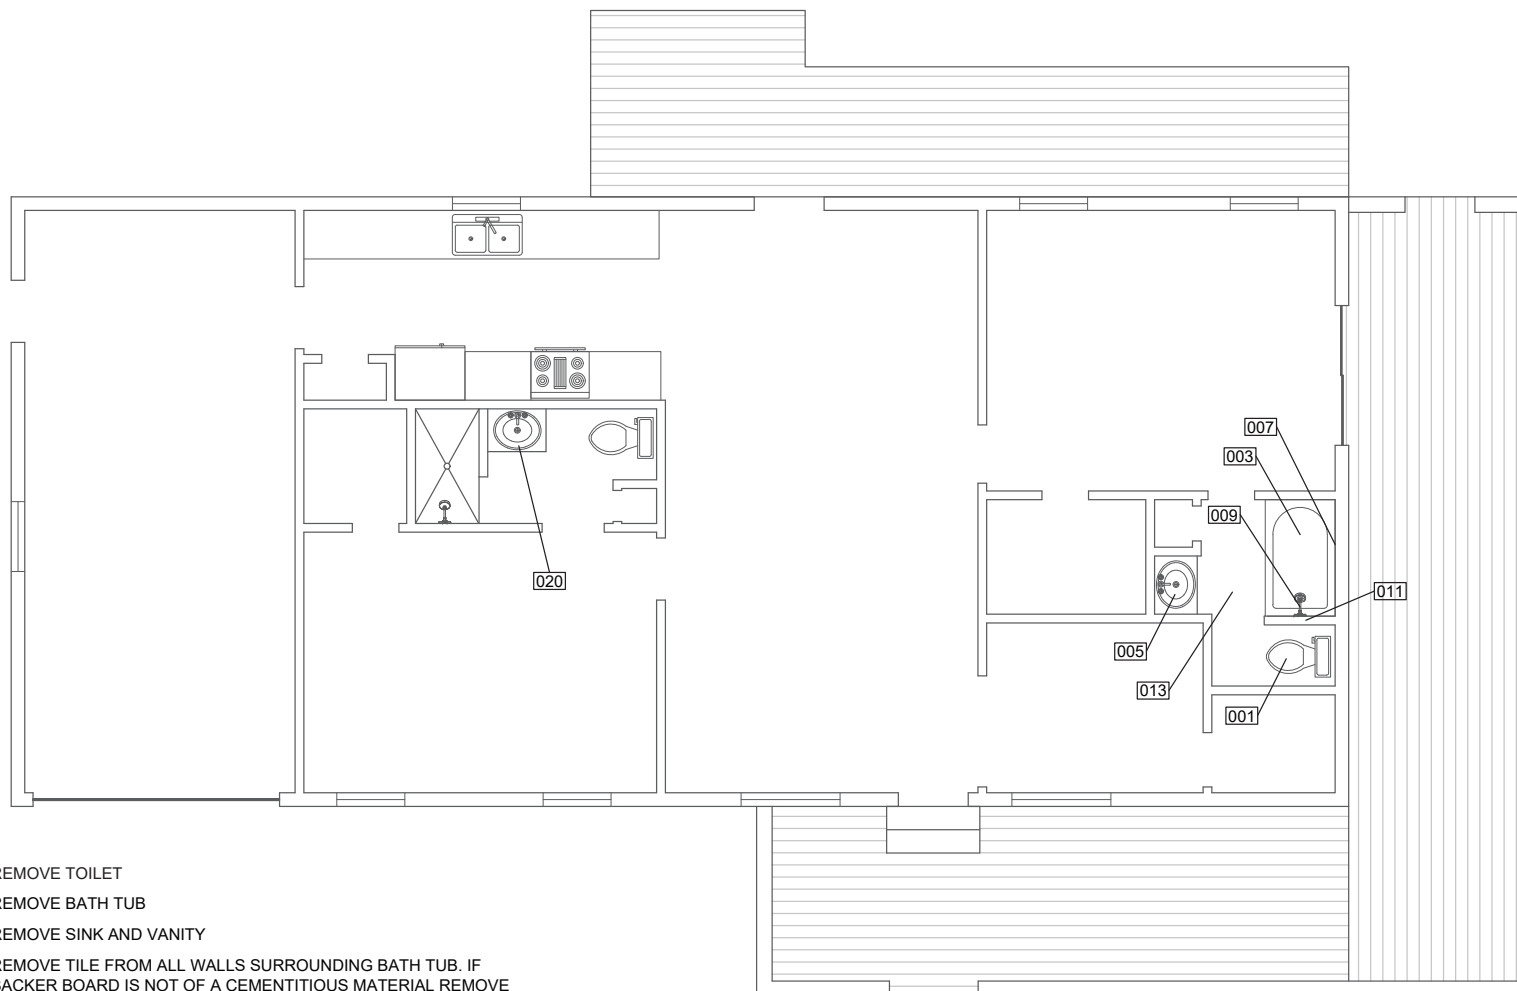 007
003
009
020
011
005
013
001
REMOVE TOILET
REMOVE BATH TUB
REMOVE SINK AND VANITY
REMOVE TILE FROM ALL WALLS SURROUNDING BATH TUB. IF
BACKER BOARD IS NOT OF A CEMENTITIOUS MATERIAL REMOVE